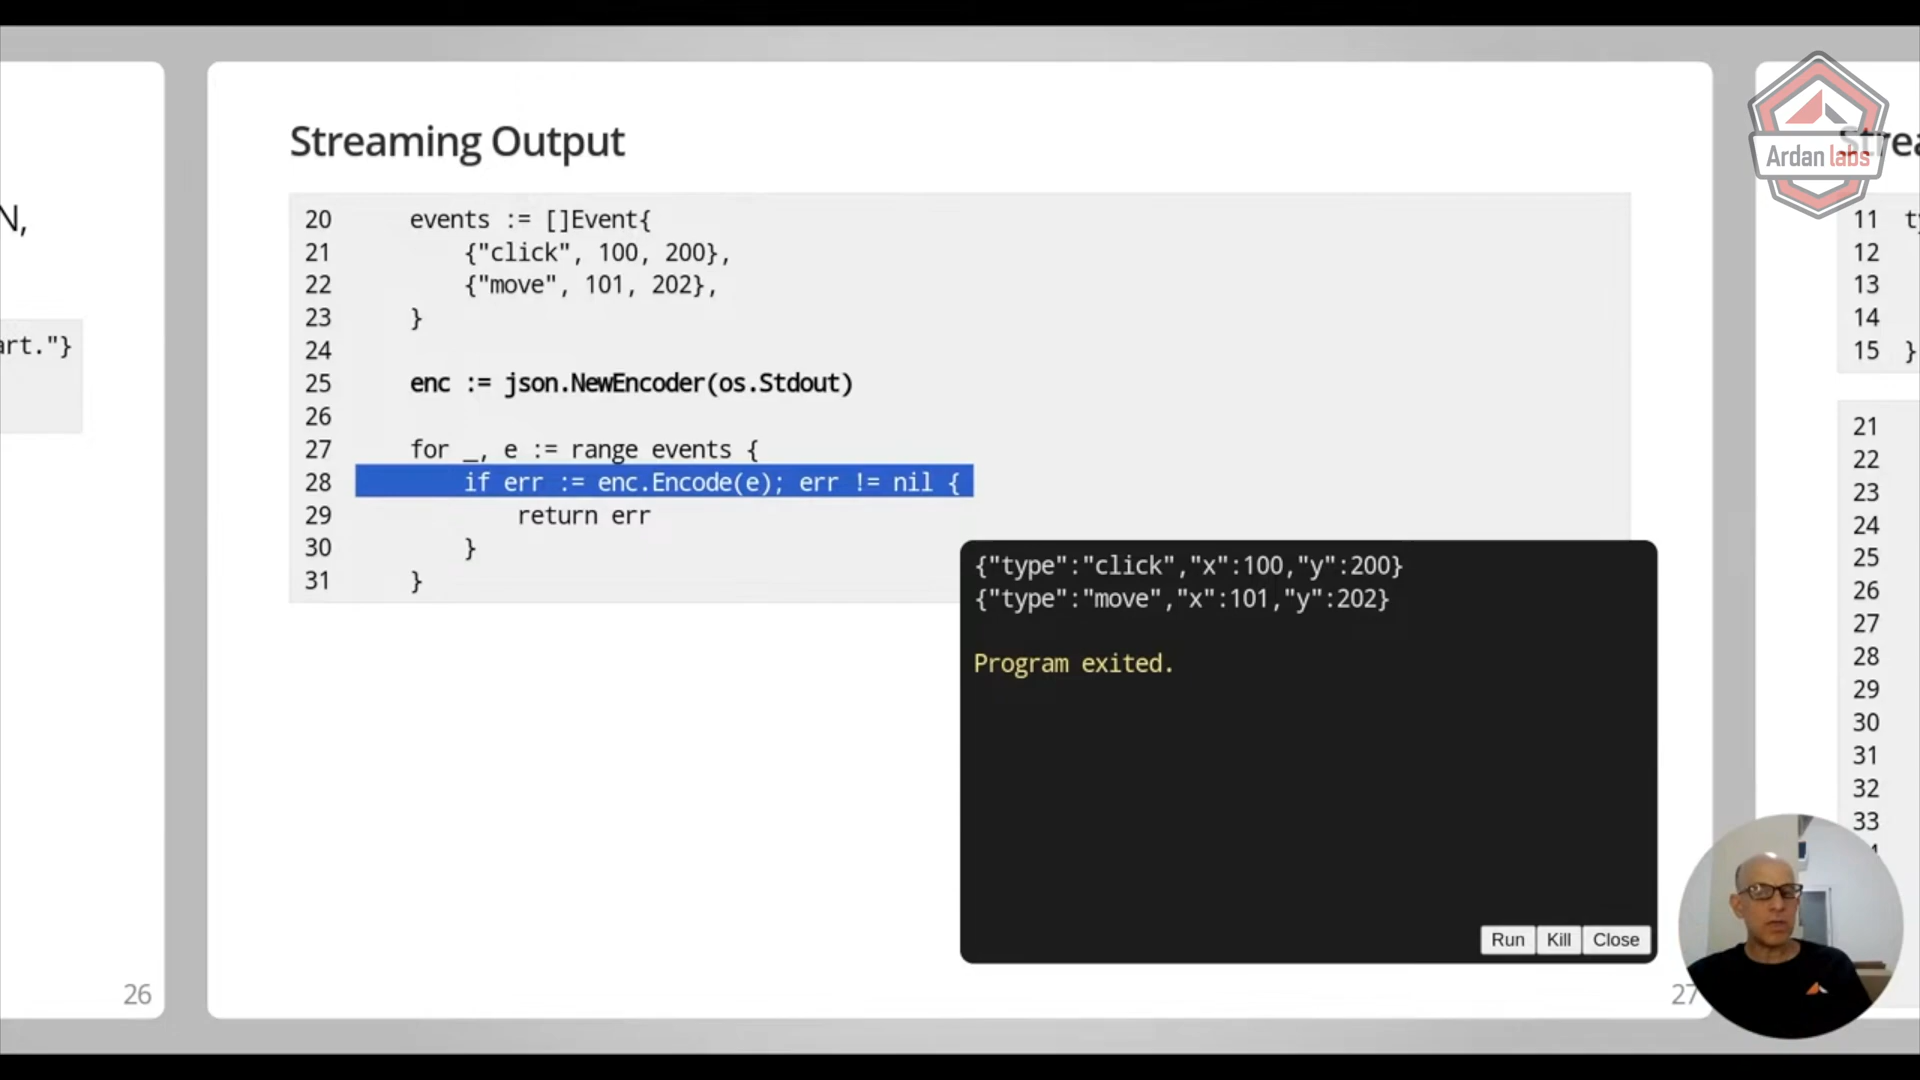 N,
art."}
26
Streaming Output
20 events := []Event{
21 {"click", 100, 200},
22 {"move", 101, 202},
23 }
24
25 enc := json.NewEncoder(os.Stdout)
26
27 for _, e := range events {
28 if err := enc.Encode(e); err != nil {
29 return err
30 }
31 }
{"type":"click","x":100,"y":200}
{"type":"move","x":101,"y":202}
Program exited.
Run Kill Close
27
Ardan labs
Strea
11 ty
12
13
14
15 }
21
22
23
24
25
26
27
28
29
30
31
32
33